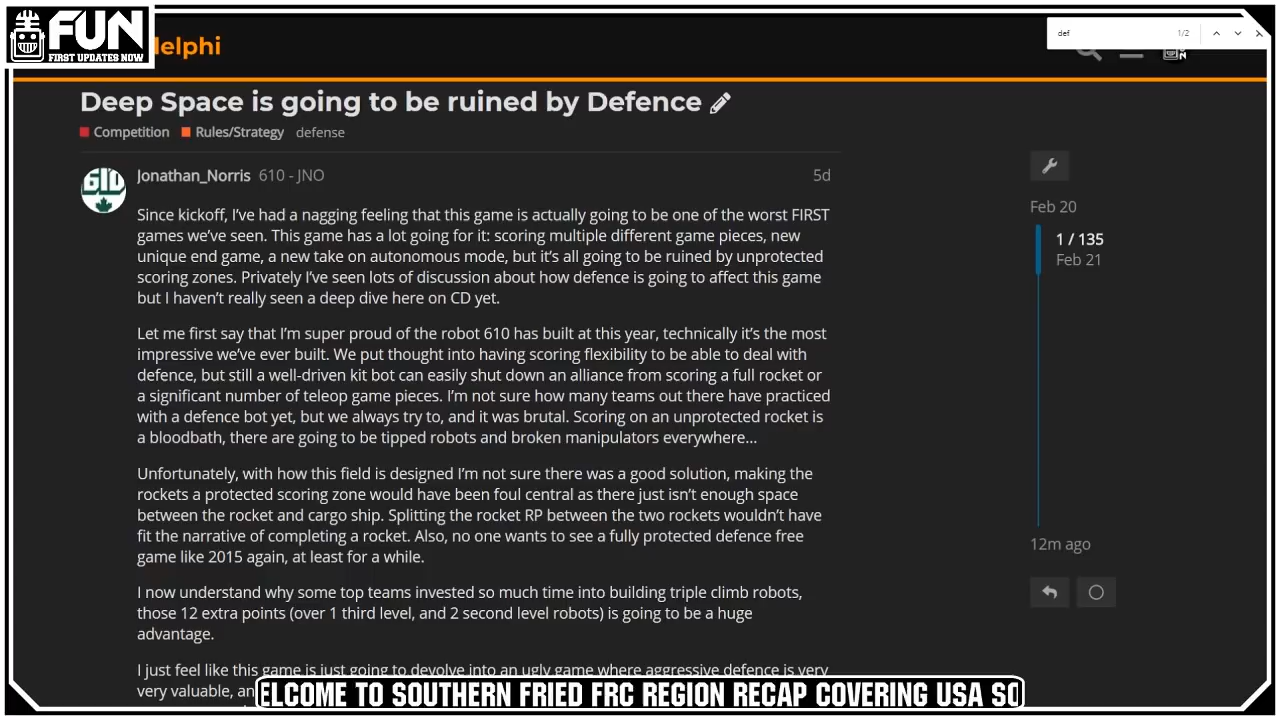 FUN
FIRST UPDATES NOW
elphi
def
1/2
Deep Space is going to be ruined by Defence
Competition Rules/Strategy defense
610
Jonathan_Norris 610 - JNO 5d
Since kickoff, I've had a nagging feeling that this game is actually going to be one of the worst FIRST
games we've seen. This game has a lot going for it: scoring multiple different game pieces, new
unique end game, a new take on autonomous mode, but it's all going to be ruined by unprotected
scoring zones. Privately I've seen lots of discussion about how defence is going to affect this game
but I haven't really seen a deep dive here on CD yet.
Let me first say that I'm super proud of the robot 610 has built at this year, technically it's the most
impressive we've ever built. We put thought into having scoring flexibility to be able to deal with
defence, but still a well-driven kit bot can easily shut down an alliance from scoring a full rocket or
a significant number of teleop game pieces. I'm not sure how many teams out there have practiced
with a defence bot yet, but we always try to, and it was brutal. Scoring on an unprotected rocket is
a bloodbath, there are going to be tipped robots and broken manipulators everywhere...
Unfortunately, with how this field is designed I'm not sure there was a good solution, making the
rockets a protected scoring zone would have been foul central as there just isn't enough space
between the rocket and cargo ship. Splitting the rocket RP between the two rockets wouldn't have
fit the narrative of completing a rocket. Also, no one wants to see a fully protected defence free
game like 2015 again, at least for a while.
I now understand why some top teams invested so much time into building triple climb robots,
those 12 extra points (over 1 third level, and 2 second level robots) is going to be a huge
advantage.
I just feel like this game is just going to devolve into an ugly game where aggressive defence is very
very valuable, an
Feb 20
1 / 135
Feb 21
12m ago
ELCOME TO SOUTHERN FRIED FRC REGION RECAP COVERING USA SO